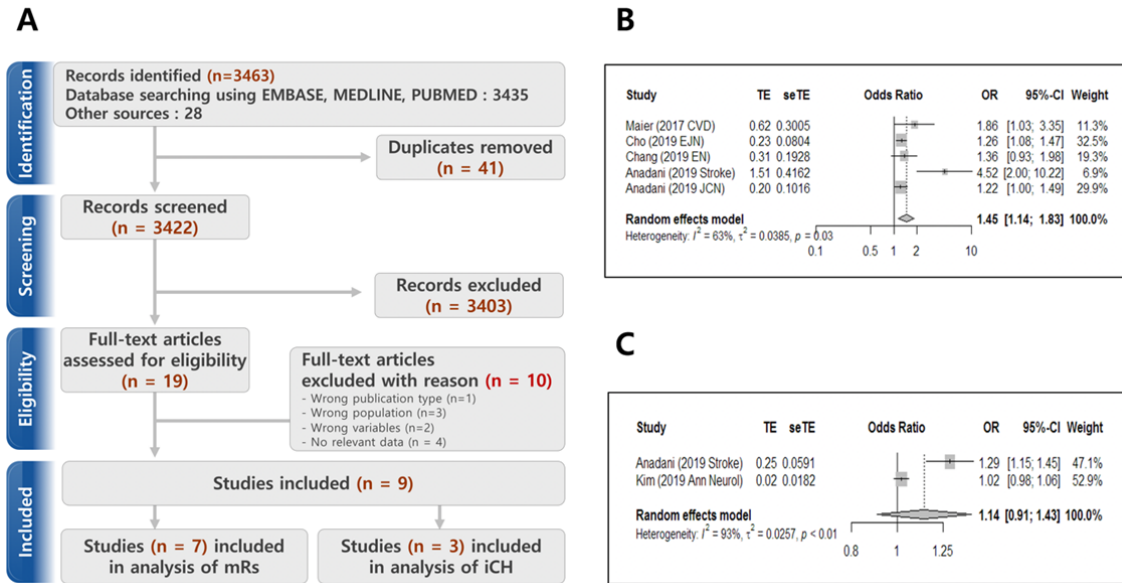 A
Identification
Records identified (n=3463)
Database searching using EMBASE, MEDLINE, PUBMED : 3435
Other sources : 28
Duplicates removed
(n = 41)
Screening
Records screened
(n = 3422)
Records excluded
(n = 3403)
Eligibility
Full-text articles
assessed for eligibility
(n = 19)
Full-text articles
excluded with reason (n = 10)
- Wrong publication type (n=1)
- Wrong population (n=3)
- Wrong variables (n=2)
- No relevant data (n = 4)
Included
Studies included (n = 9)
Studies (n = 7) included
in analysis of mRs
Studies (n = 3) included
in analysis of iCH
B
Study TE seTE Odds Ratio OR 95%-CI Weight
Maier (2017 CVD) 0.62 0.3005 1.86 [1.03; 3.35] 11.3%
Cho (2019 EJN) 0.23 0.0804 1.26 [1.08; 1.47] 32.5%
Chang (2019 EN) 0.31 0.1928 1.36 [0.93; 1.98] 19.3%
Anadani (2019 Stroke) 1.51 0.4162 4.52 [2.00; 10.22] 6.9%
Anadani (2019 JCN) 0.20 0.1016 1.22 [1.00; 1.49] 29.9%
Random effects model 1.45 [1.14; 1.83] 100.0%
Heterogeneity: I² = 63%, τ² = 0.0385, p = 0.03
0.1 0.5 1 2 10
C
Study TE seTE Odds Ratio OR 95%-CI Weight
Anadani (2019 Stroke) 0.25 0.0591 1.29 [1.15; 1.45] 47.1%
Kim (2019 Ann Neurol) 0.02 0.0182 1.02 [0.98; 1.06] 52.9%
Random effects model 1.14 [0.91; 1.43] 100.0%
Heterogeneity: I² = 93%, τ² = 0.0257, p < 0.01
0.8 1 1.25